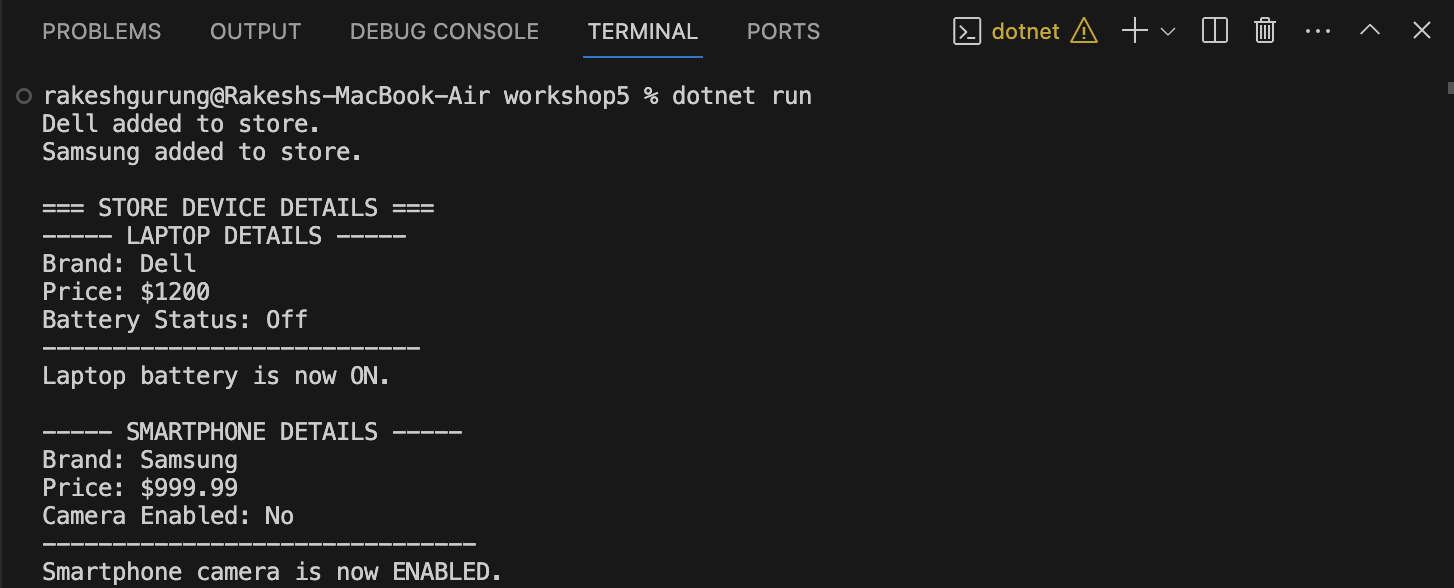 PROBLEMS OUTPUT DEBUG CONSOLE TERMINAL PORTS dotnet
rakeshgurung@Rakeshs-MacBook-Air workshop5 % dotnet run
Dell added to store.
Samsung added to store.
=== STORE DEVICE DETAILS ===
----- LAPTOP DETAILS -----
Brand: Dell
Price: $1200
Battery Status: Off
---------------------------
Laptop battery is now ON.
----- SMARTPHONE DETAILS -----
Brand: Samsung
Price: $999.99
Camera Enabled: No
-------------------------------
Smartphone camera is now ENABLED.